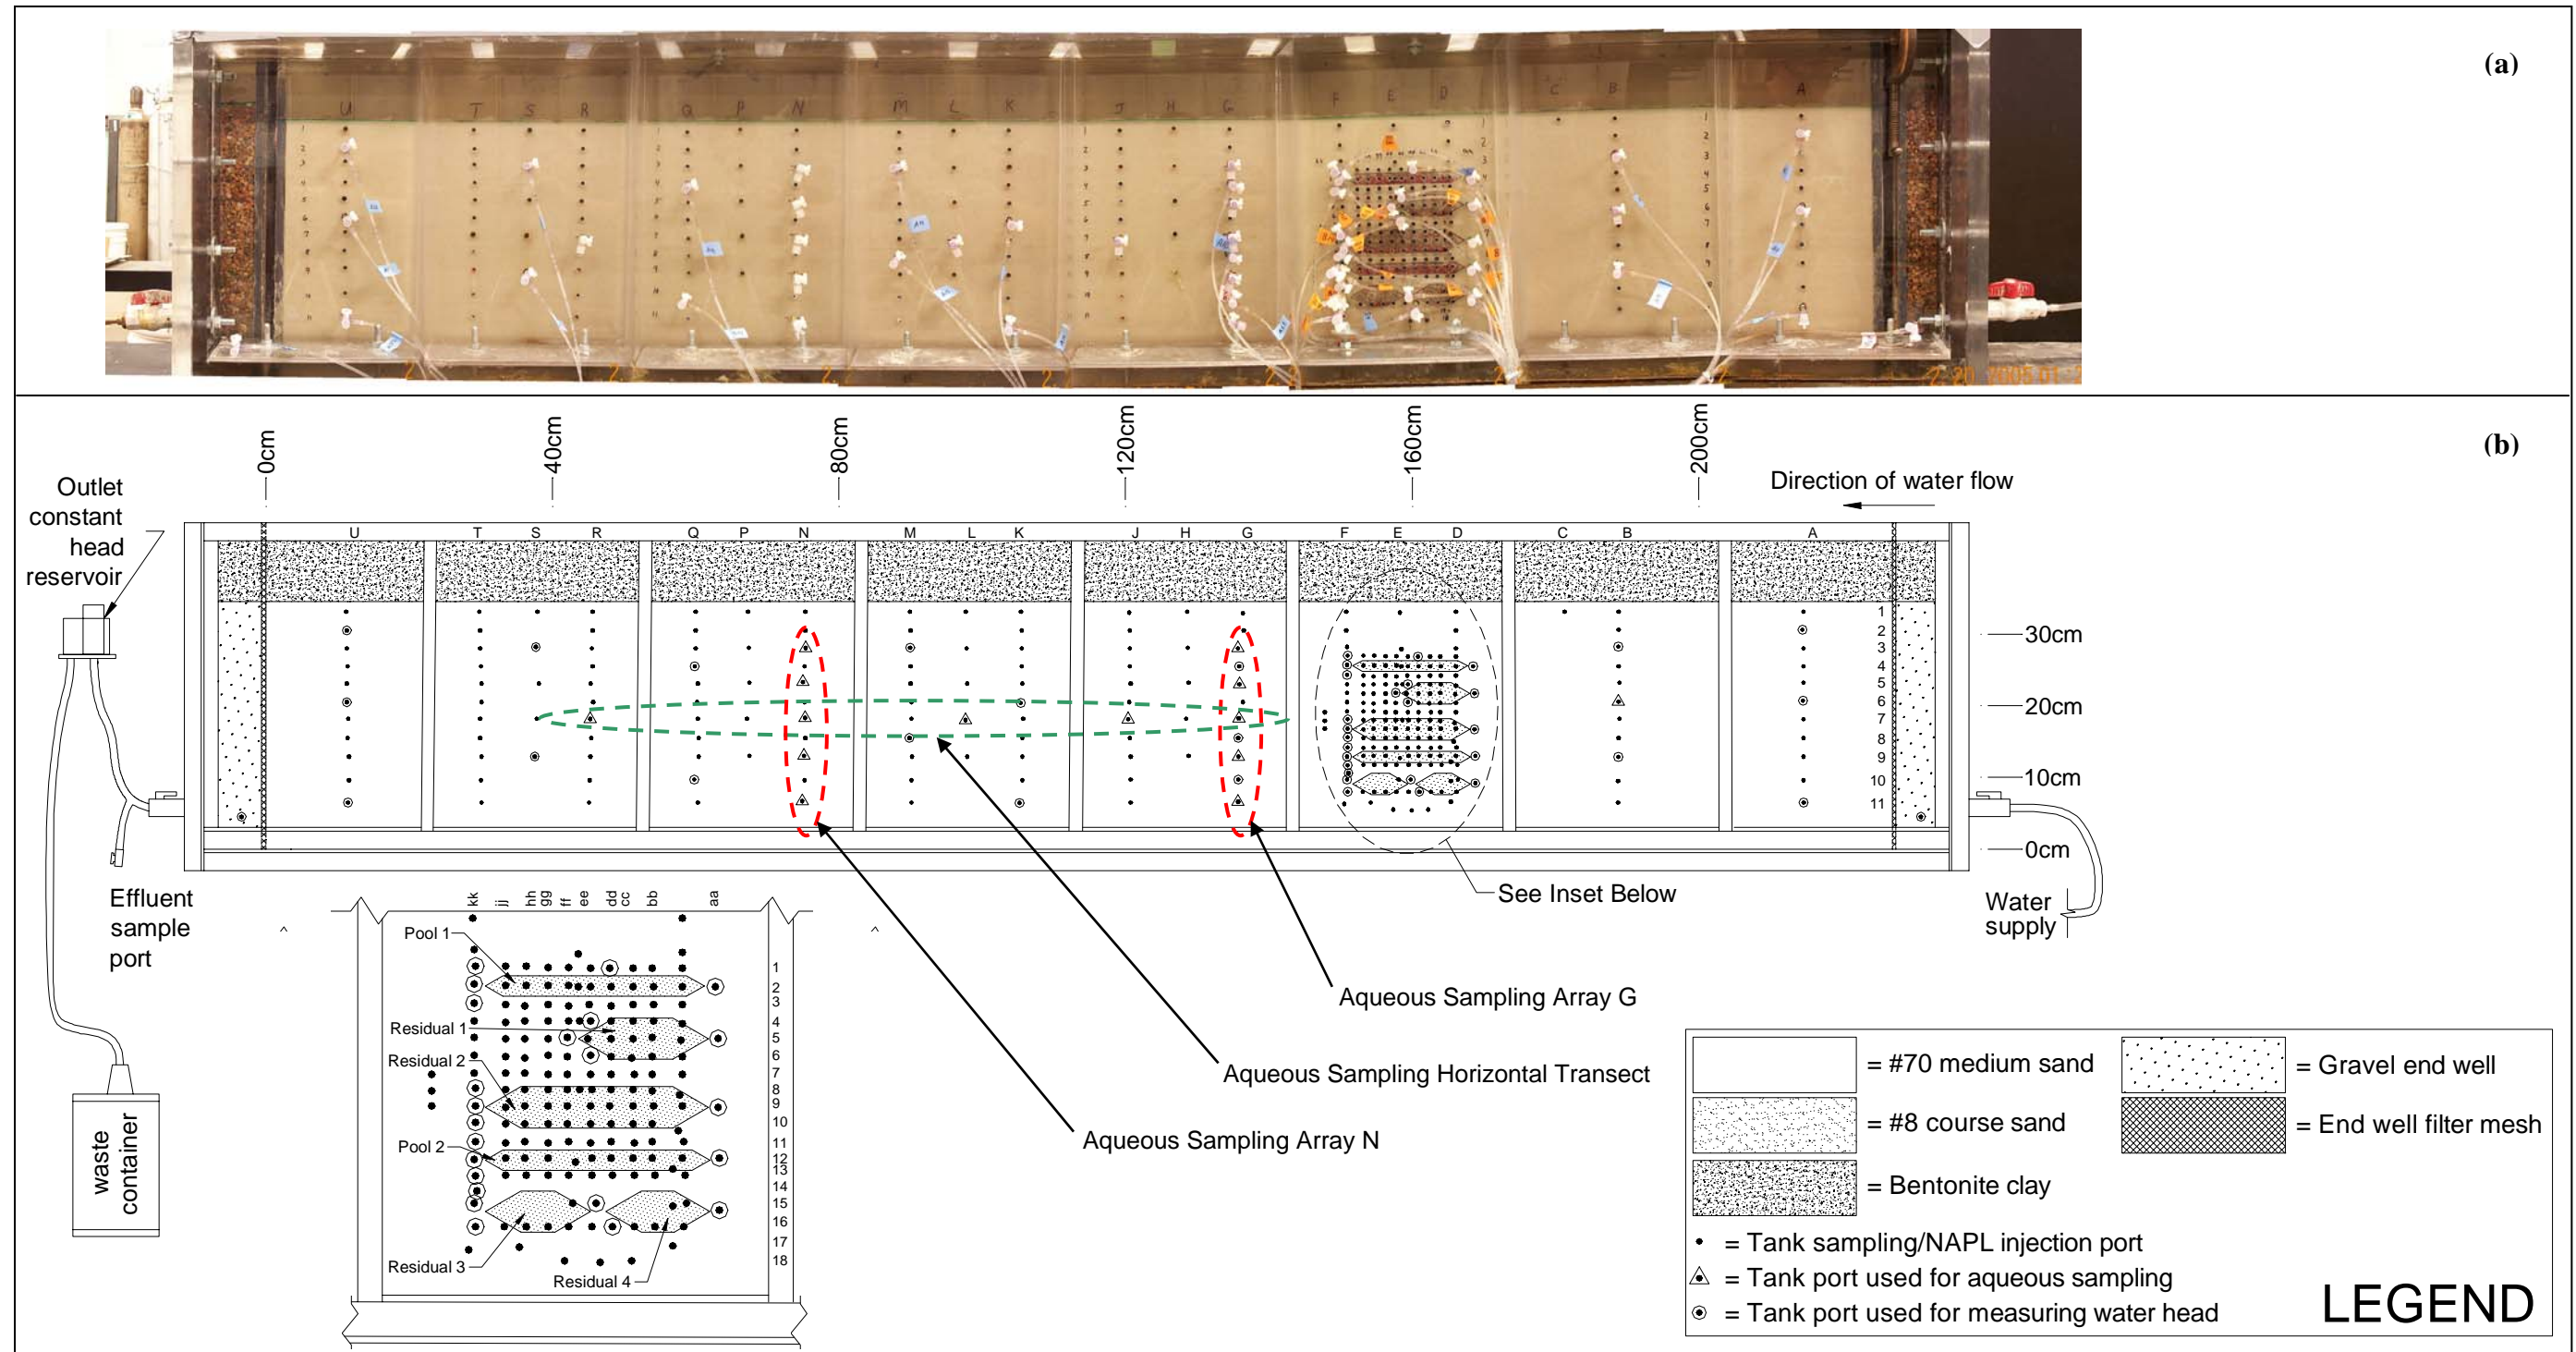 (a)
U T S R Q P N M L K J H G F E D C B A
2 20 2005 01
(b)
0cm
40cm
80cm
120cm
1600cm
200cm
Direction of water flow
Outlet
constant
head
reservoir
U T S R Q P N M L K J H G F E D C B A
1
2
3
4
5
6
7
8
9
10
11
30cm
20cm
10cm
0cm
Effluent
sample
port
See Inset Below
Water
supply
kk jj hh gg ff ee dd cc bb aa
Pool 1
Residual 1
Residual 2
Pool 2
Residual 3
Residual 4
1
2
3
4
5
6
7
8
9
10
11
12
13
14
15
16
17
18
waste
container
Aqueous Sampling Array G
Aqueous Sampling Horizontal Transect
Aqueous Sampling Array N
= #70 medium sand
= Gravel end well
= #8 course sand
= End well filter mesh
= Bentonite clay
= Tank sampling/NAPL injection port
= Tank port used for aqueous sampling
= Tank port used for measuring water head
LEGEND